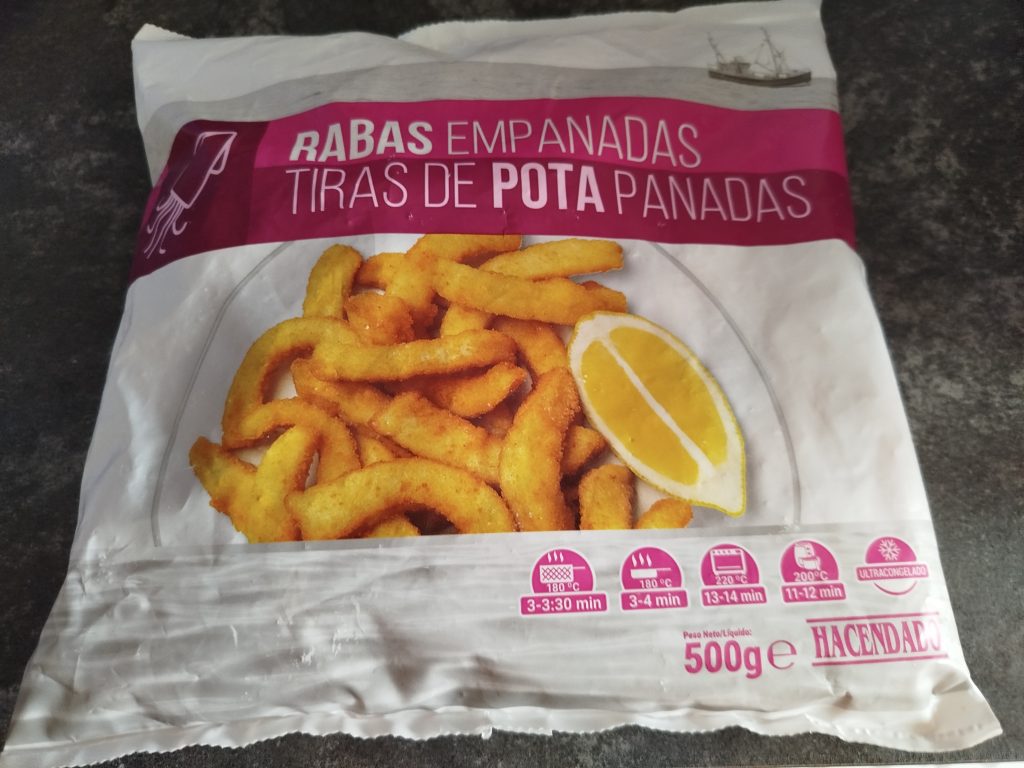 RABAS EMPANADAS
TIRAS DE POTA PANADAS
180 °C
3-3:30 min
180 °C
3-4 min
220 °C
13-14 min
200°C
11-12 min
ULTRACONGELADO
Peso Neto/Líquido:
500g e
HACENDADO